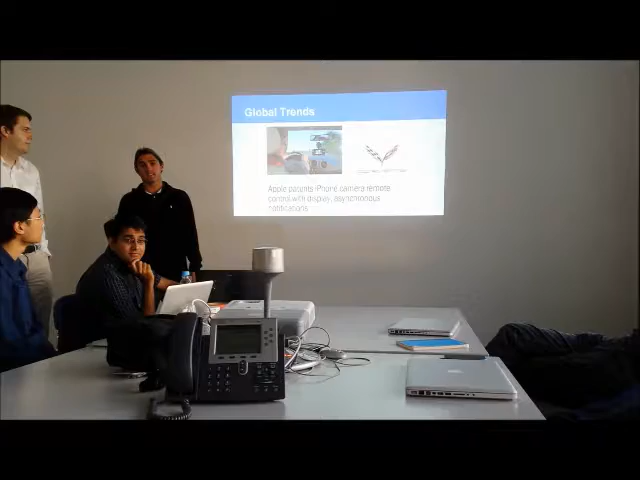 Global Trends
Apple patents iPhone camera remote
control with display, asynchronous
notifications